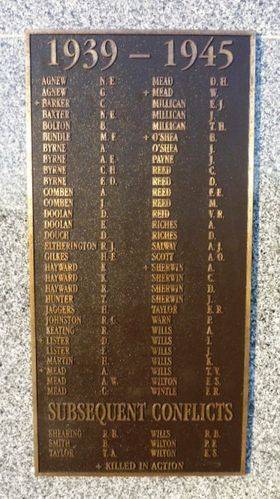 1939 – 1945
AGNEW N. E. MEAD D. H.
AGNEW G. + MEAD W.
+ BARKER C. MILLICAN E. J.
BAXTER N. E. MILLICAN J.
BOLTON B. MILLICAN T. H.
BUNDLE M. F. + O'SHEA B.
BYRNE A. O'SHEA J.
BYRNE A. E. PAYNE J.
BYRNE C. H. REED C.
BYRNE E. D. REED D.
COMBEN A. REED F. E.
COMBEN J. REED M.
DOOLAN D. REID V. R.
DOOLAN E. RICHES A.
DOUCH D. RICHES D.
ELTHERINGTON R. J. SALWAY A. J.
GILKES H. F. SCOTT A. O.
HAYWARD + SHERWIN A.
HAYWARD K. SHERWIN C.
HAYWARD SHERWIN D.
HUNTER T. SHERWIN J.
JAGGERS H. TAYLOR E. R.
JOHNSTON R. C. WARN F.
KEATING R. WILLS A.
+ LISTER D. WILLS I.
LISTER WILLS J.
MARTIN H. WILLS K.
+ MEAD A. WILLS T. V.
MEAD A. W. WILTON E. S.
MEAD C. WINTLE F. R.
SUBSEQUENT CONFLICTS
SHEARING R. B. WILLS R. B.
SMITH B. WILTON P. F.
TAYLOR T. A. WILTON E. S.
+ KILLED IN ACTION